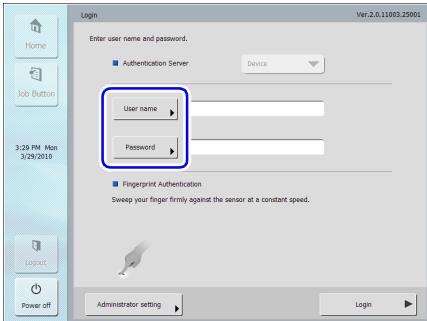 Login
Ver.2.0.11003.25001
Home
Job Button
3:29 PM Mon
3/29/2010
Logout
Power off
Enter user name and password.
Authentication Server
Device
User name
Password
Fingerprint Authentication
Sweep your finger firmly against the sensor at a constant speed.
Administrator setting
Login